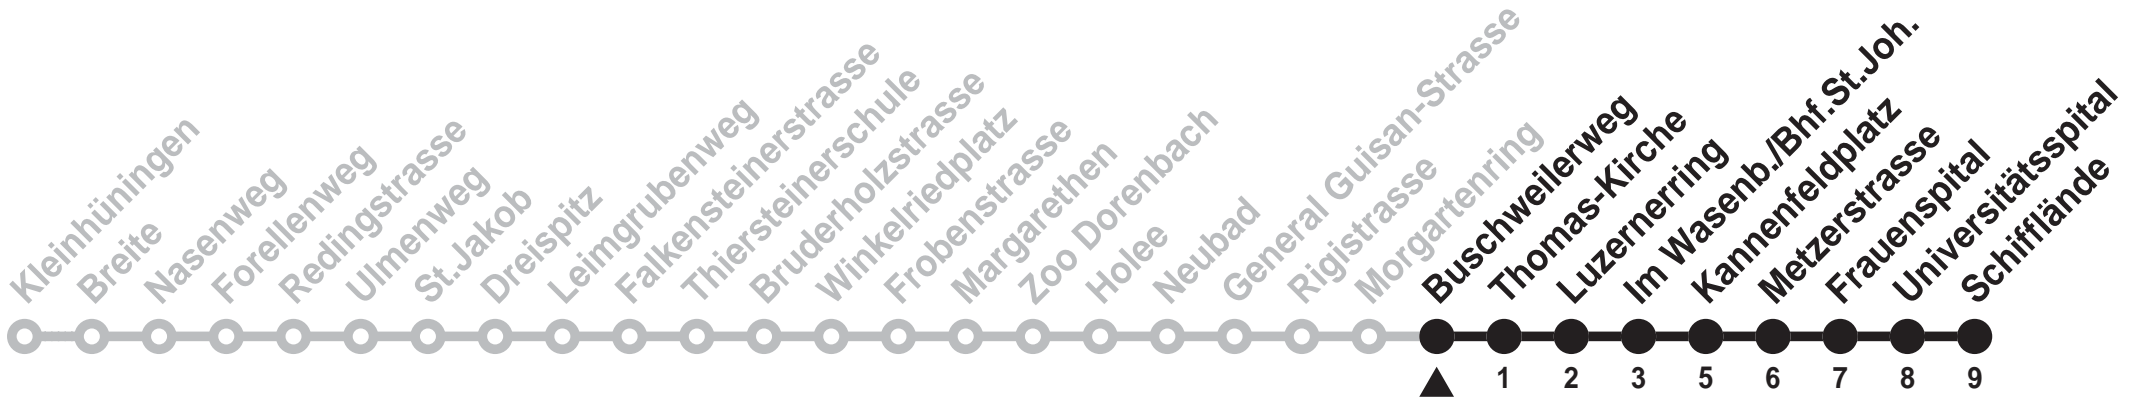 Kleinhüningen
Breite
Nasenweg
Forellenweg
Redingstrasse
Ulmenweg
St.Jakob
Dreispitz
Leimgrubenweg
Falkensteinerstrasse
Thiersteinerschule
Bruderholzstrasse
Winkelriedplatz
Frobenstrasse
Margarethen
Zoo Dorenbach
Holee
Neubad
General Guisan-Strasse
Rigistrasse
Morgartenring
Buschweilerweg
Thomas-Kirche
Luzernerring
Im Wasenb./Bhf.St.Joh.
Kannenfeldplatz
Metzerstrasse
Frauenspital
Universitätsspital
Schifflände
1 2 3 5 6 7 8 9